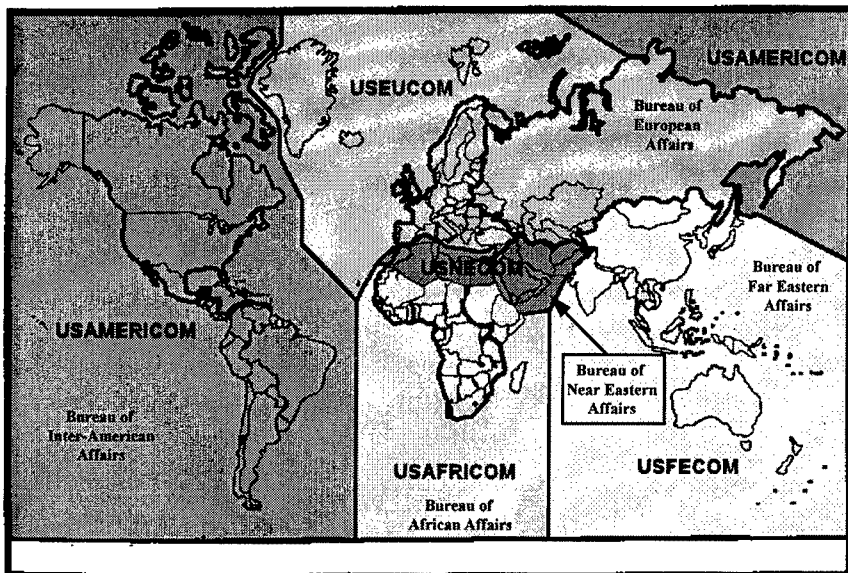 USAMERICOM
USEUCOM
Bureau of
European
Affairs
USNECOM
Bureau of
Far Eastern
Affairs
USAMERICOM
Bureau of
Near Eastern
Affairs
Bureau of
Inter-American
Affairs
USAFRICOM
USFECOM
Bureau of
African Affairs